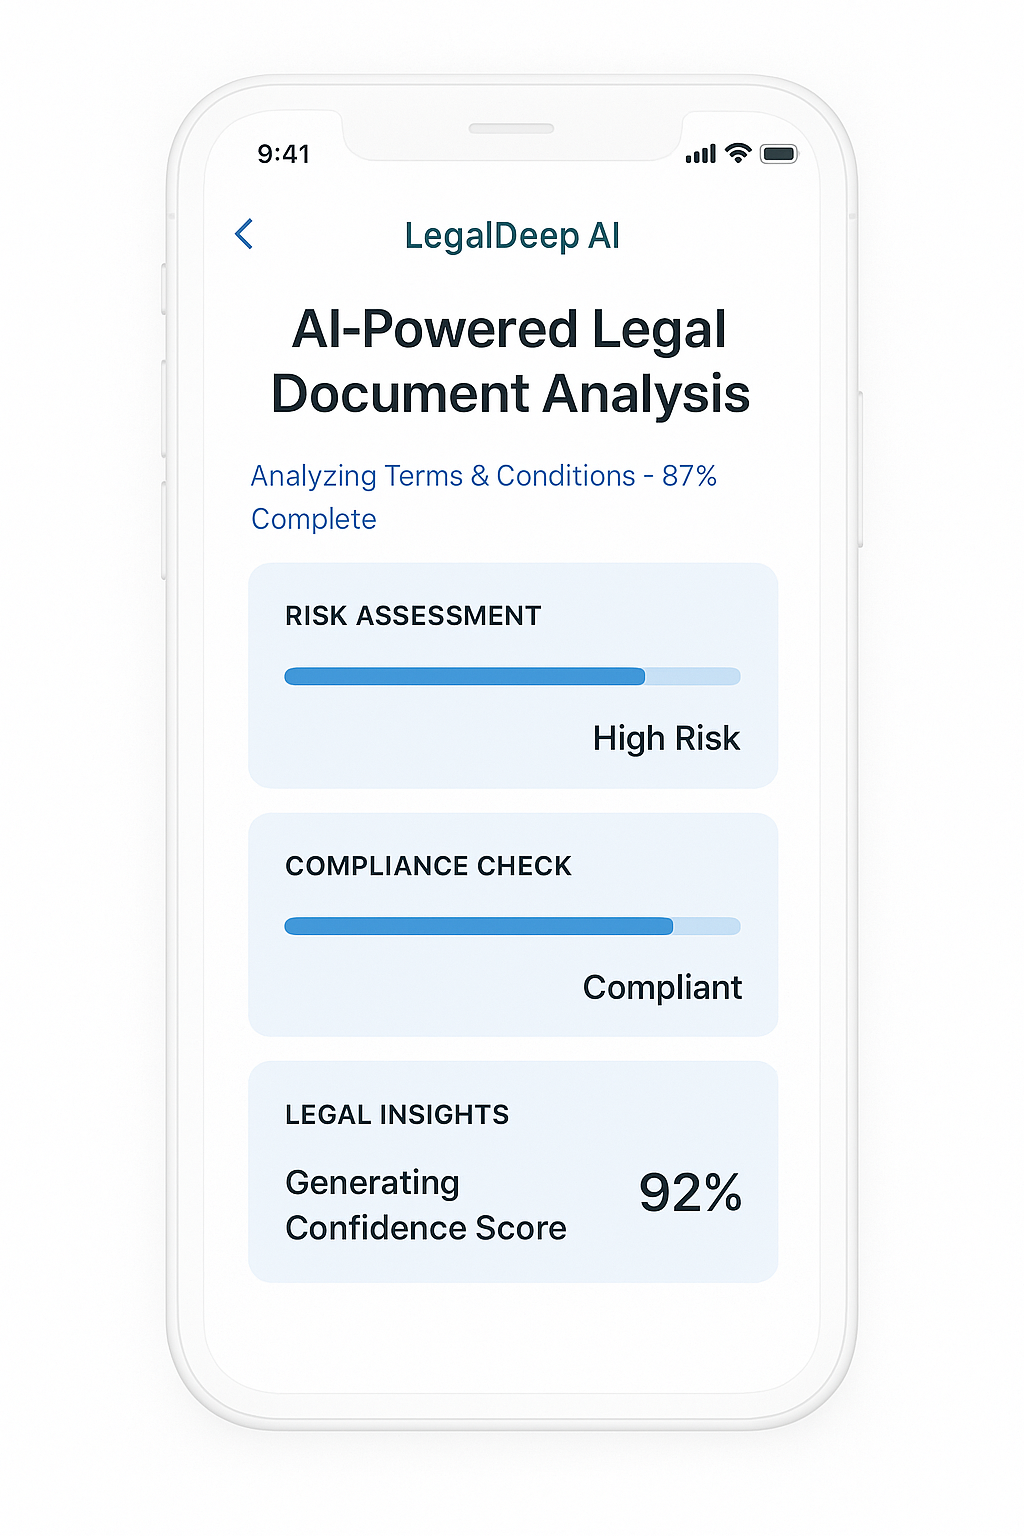 9:41
LegalDeep AI
AI-Powered Legal
Document Analysis
Analyzing Terms & Conditions - 87%
Complete
RISK ASSESSMENT
High Risk
COMPLIANCE CHECK
Compliant
LEGAL INSIGHTS
Generating
Confidence Score
92%